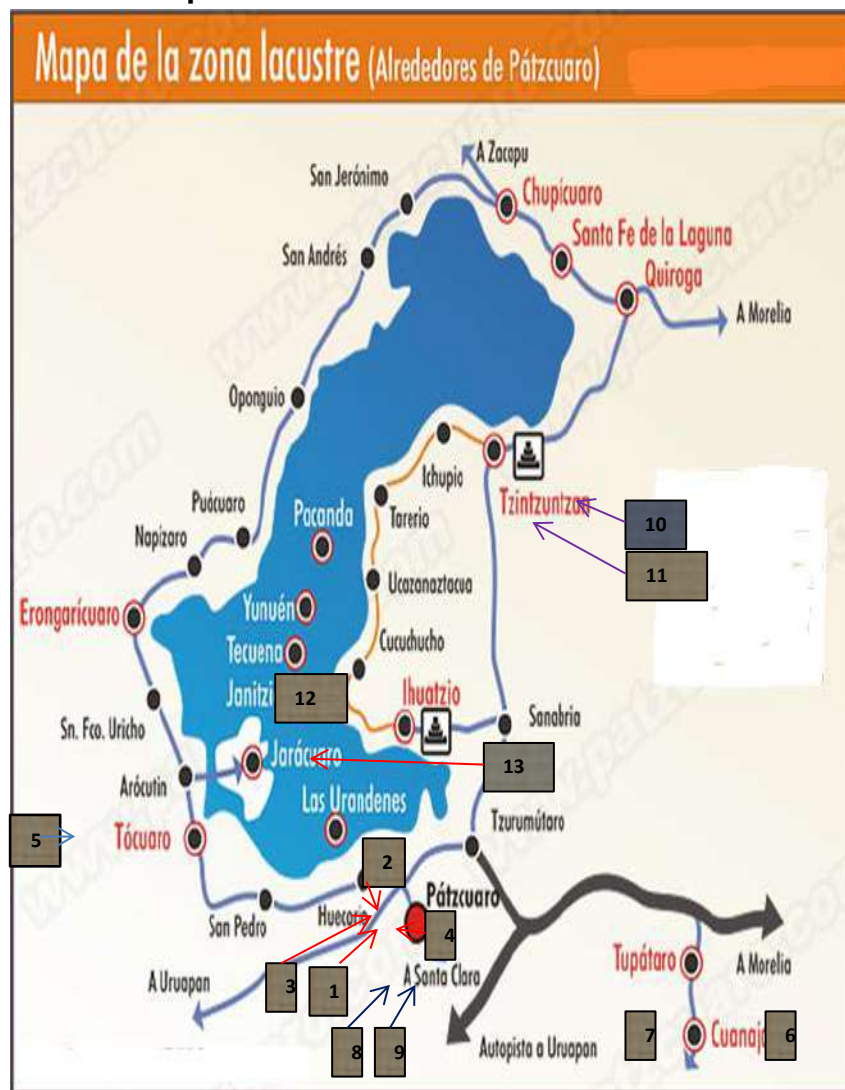 Mapa de la zona lacustre (Alrededores de Pátzcuaro)
A Zacapu
San Jerónimo
Chupícuaro
Santa Fe de la Laguna
San Andrés
Quiroga
A Morelia
Oponguio
Ichupio
Puácuaro
Tzintzuntzan
Tarerio
Pacanda
10
Napízaro
11
Ucazanaztacua
Yunuén
Erongarícuaro
Cucuchucho
Tecuena
Janitzi
12
Ihuatzio
Sanabria
Sn. Fco. Uricho
Jarácuaro
13
Arócutin
Las Urandenes
5
Tócuaro
Tzurumútaro
2
Pátzcuaro
San Pedro
Huecorio
4
Tupátaro
A Morelia
A Uruapan
3
1
A Santa Clara
8
9
Autopista a Uruapan
7
Cuanaj
6